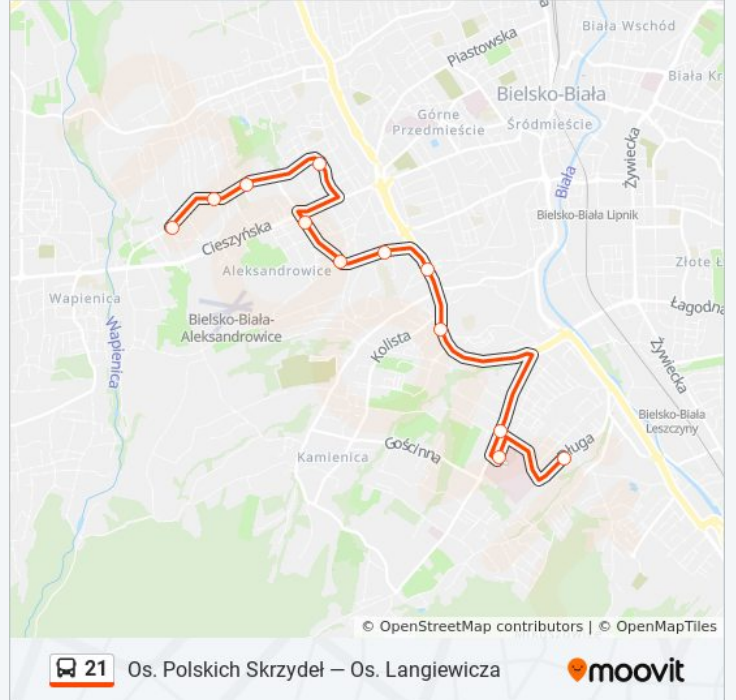 Biała Wschód
Piastowska
Biała Kr
Bielsko-Biała
Górne
Przedmieście
Śródmieście
Żywiecka
Biała
Bielsko-Biała Lipnik
Cieszyńska
Złote Ł
Aleksandrowice
Wapienica
Łagodna
Bielsko-Biała-
Aleksandrowice
Wapienica
Kolista
Żywiecka
Bielsko-Biała
Leszczyny
Gościnna
Kamienica
ługa
© OpenStreetMap contributors | © OpenMapTiles
21 Os. Polskich Skrzydeł — Os. Langiewicza
moovit